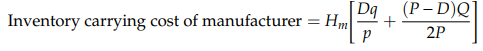 Inventory carrying cost of manufacturer = H_m [ Dq/p + (P − D)Q / 2P ]